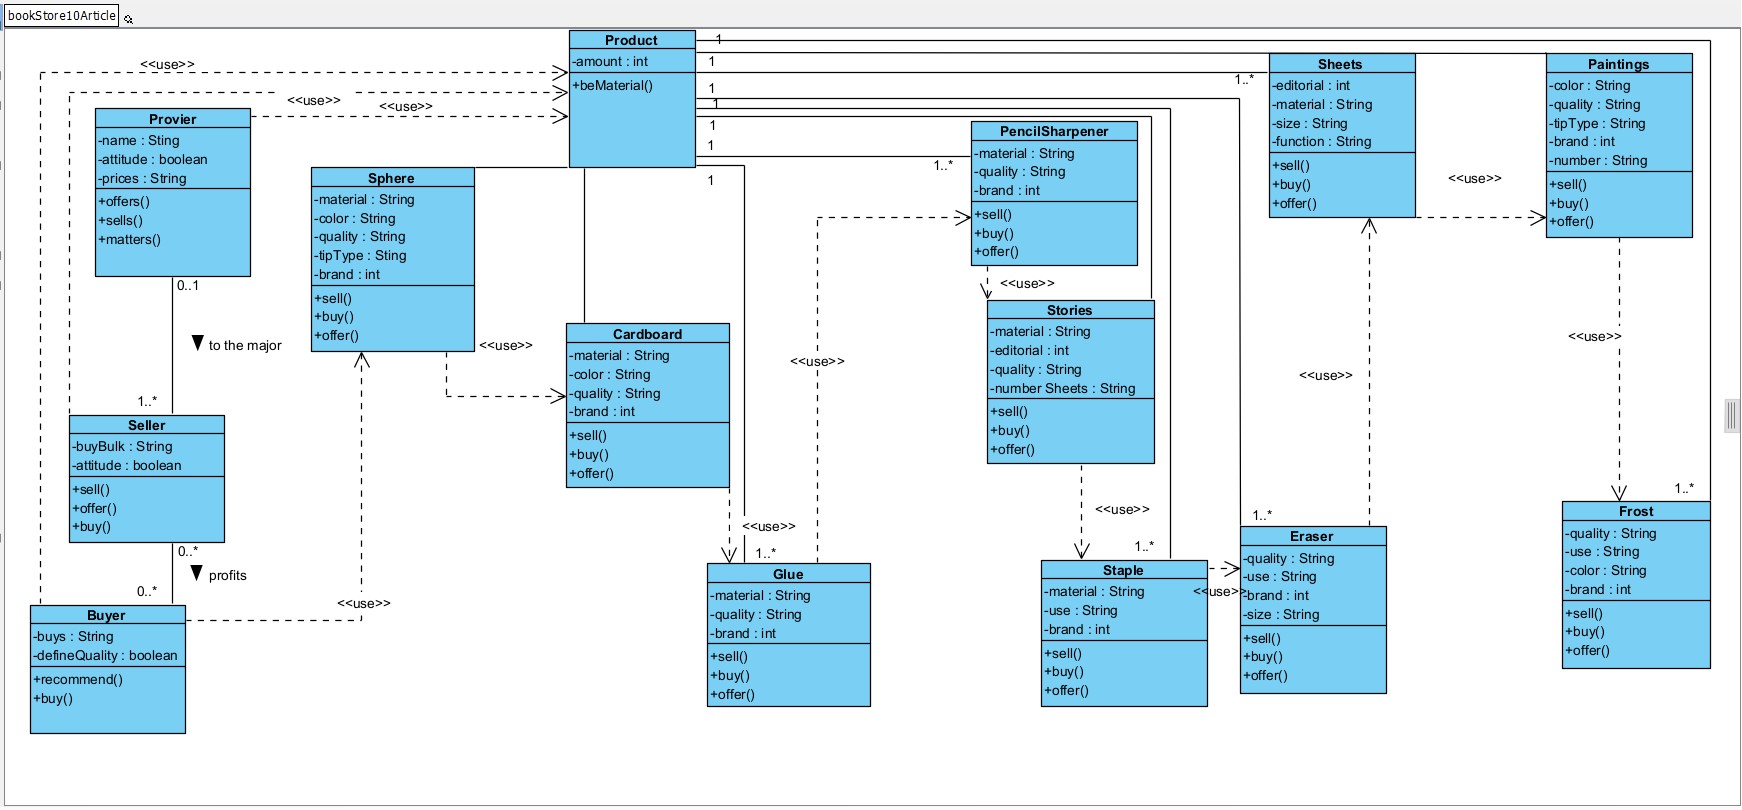 bookStore10Article
Product
-amount : int
+beMaterial()
1
1
1
1
1
1
1
<<use>>
<<use>>
<<use>>
Provier
-name : Sting
-attitude : boolean
-prices : String
+offers()
+sells()
+matters()
0..1
to the major
1..*
Seller
-buyBulk : String
-attitude : boolean
+sell()
+offer()
+buy()
0..*
profits
0..*
Buyer
-buys : String
-defineQuality : boolean
+recommend()
+buy()
<<use>>
Sphere
-material : String
-color : String
-quality : String
-tipType : Sting
-brand : int
+sell()
+buy()
+offer()
<<use>>
Cardboard
-material : String
-color : String
-quality : String
-brand : int
+sell()
+buy()
+offer()
<<use>>
1..*
Glue
-material : String
-quality : String
-brand : int
+sell()
+buy()
+offer()
<<use>>
1..*
PencilSharpener
-material : String
-quality : String
-brand : int
+sell()
+buy()
+offer()
<<use>>
Stories
-material : String
-editorial : int
-quality : String
-number Sheets : String
+sell()
+buy()
+offer()
<<use>>
1..*
Staple
-material : String
-use : String
-brand : int
+sell()
+buy()
+offer()
<<use>>
1..*
Eraser
-quality : String
-use : String
-brand : int
-size : String
+sell()
+buy()
+offer()
<<use>>
1..*
Sheets
-editorial : int
-material : String
-size : String
-function : String
+sell()
+buy()
+offer()
<<use>>
Paintings
-color : String
-quality : String
-tipType : String
-brand : int
-number : String
+sell()
+buy()
+offer()
<<use>>
1..*
Frost
-quality : String
-use : String
-color : String
-brand : int
+sell()
+buy()
+offer()